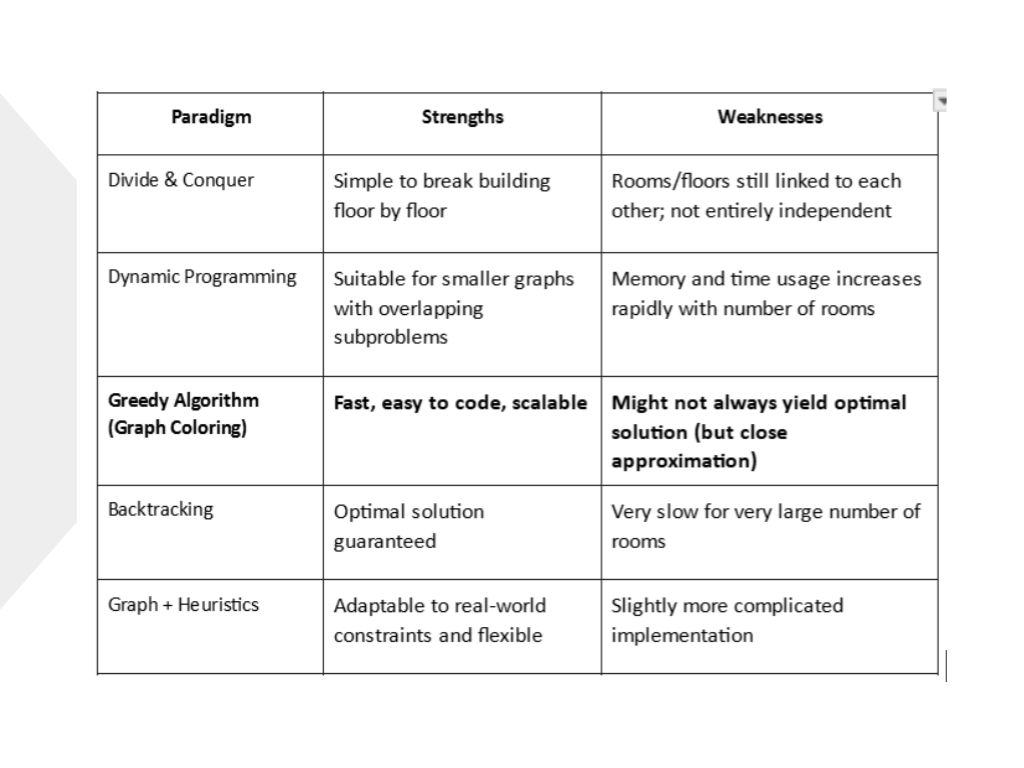 Paradigm
Strengths
Weaknesses
Divide & Conquer
Simple to break building
floor by floor
Rooms/floors still linked to each
other; not entirely independent
Dynamic Programming
Suitable for smaller graphs
with overlapping
subproblems
Memory and time usage increases
rapidly with number of rooms
Greedy Algorithm
(Graph Coloring)
Fast, easy to code, scalable
Might not always yield optimal
solution (but close
approximation)
Backtracking
Optimal solution
guaranteed
Very slow for very large number of
rooms
Graph + Heuristics
Adaptable to real-world
constraints and flexible
Slightly more complicated
implementation